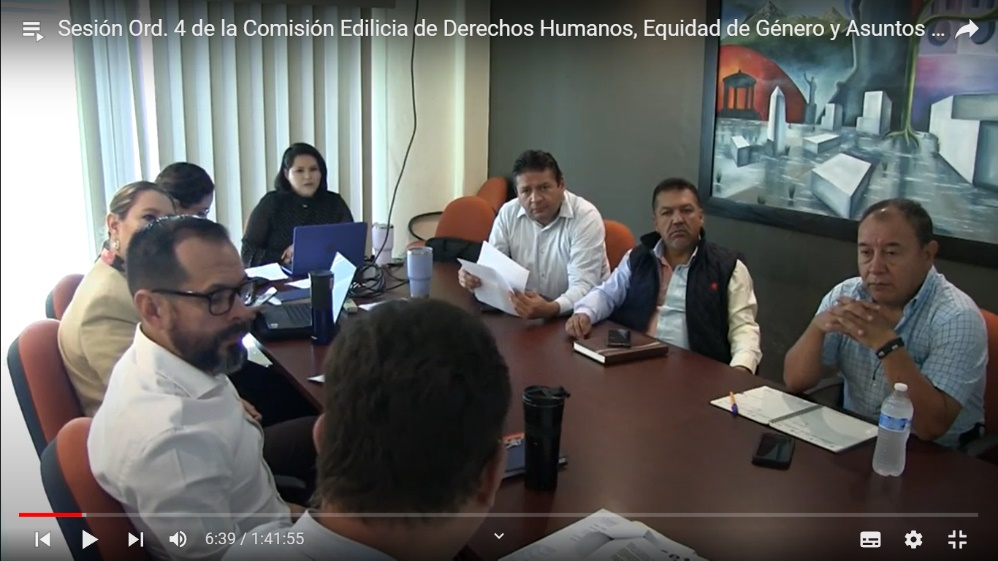 Sesión Ord. 4 de la Comisión Edilicia de Derechos Humanos, Equidad de Género y Asuntos ...
6:39 / 1:41:55